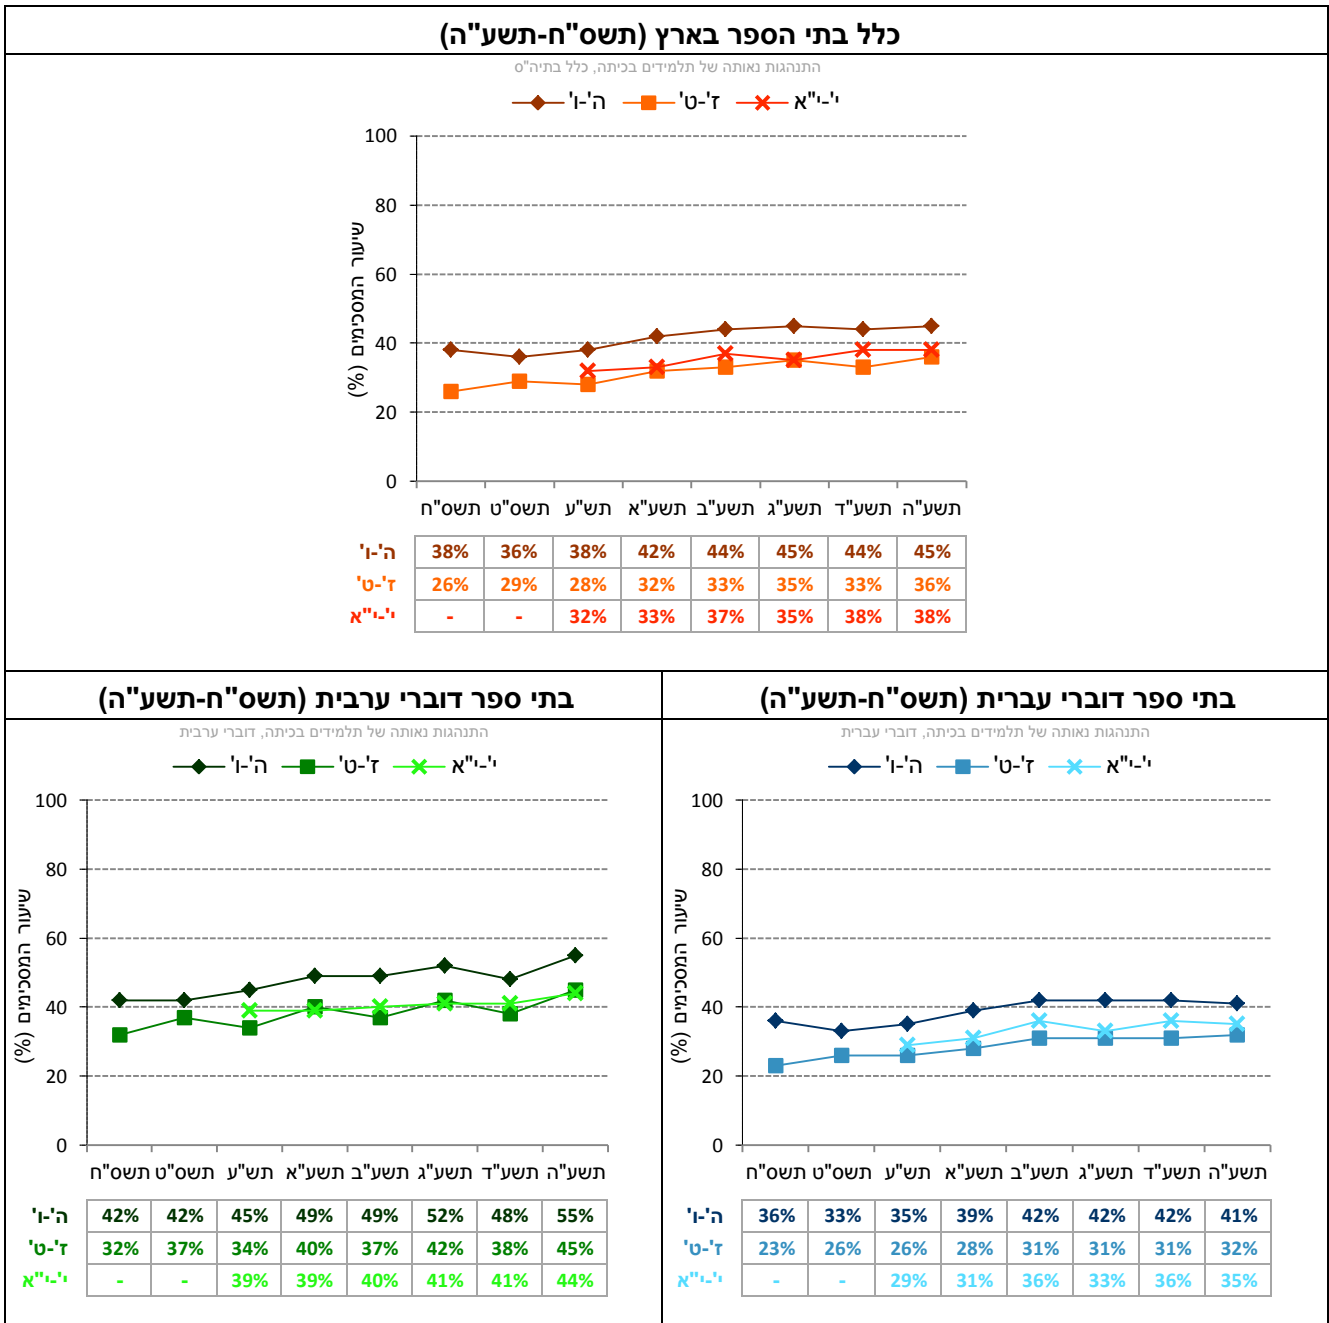 כלל בתי הספר בארץ (תשס"ח-תשע"ה)
התנהגות נאותה של תלמידים בכיתה, כלל בתיה"ס
ה'-ו' ז'-ט' י'-י"א
שיעור המסכימים (%)
100
80
60
40
20
0
תשס"ח תשס"ט תש"ע תשע"א תשע"ב תשע"ג תשע"ד תשע"ה
ה'-ו' 38% 36% 38% 42% 44% 45% 44% 45%
ז'-ט' 26% 29% 28% 32% 33% 35% 33% 36%
י'-י"א - - 32% 33% 37% 35% 38% 38%
בתי ספר דוברי עברית (תשס"ח-תשע"ה)
התנהגות נאותה של תלמידים בכיתה, דוברי עברית
ה'-ו' ז'-ט' י'-י"א
שיעור המסכימים (%)
100
80
60
40
20
0
תשס"ח תשס"ט תש"ע תשע"א תשע"ב תשע"ג תשע"ד תשע"ה
ה'-ו' 36% 33% 35% 39% 42% 42% 42% 41%
ז'-ט' 23% 26% 26% 28% 31% 31% 31% 32%
י'-י"א - - 29% 31% 36% 33% 36% 35%
בתי ספר דוברי ערבית (תשס"ח-תשע"ה)
התנהגות נאותה של תלמידים בכיתה, דוברי ערבית
ה'-ו' ז'-ט' י'-י"א
שיעור המסכימים (%)
100
80
60
40
20
0
תשס"ח תשס"ט תש"ע תשע"א תשע"ב תשע"ג תשע"ד תשע"ה
ה'-ו' 42% 42% 45% 49% 49% 52% 48% 55%
ז'-ט' 32% 37% 34% 40% 37% 42% 38% 45%
י'-י"א - - 39% 39% 40% 41% 41% 44%